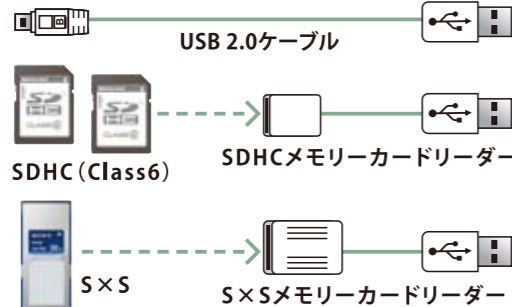 B
USB 2.0ケーブル
SDHC（Class6）
SDHCメモリーカードリーダー
S×S
S×Sメモリーカードリーダー